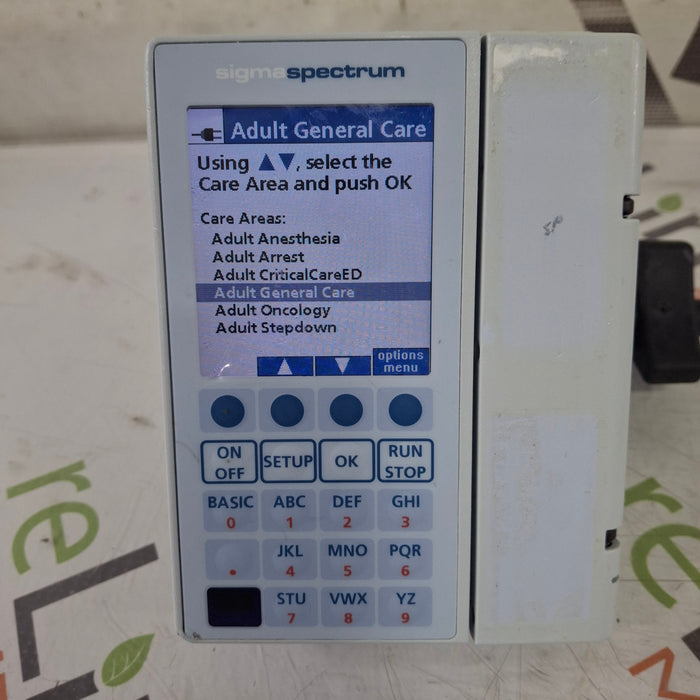 sigmaspectrum
Adult General Care
Using ▲▼, select the
Care Area and push OK
Care Areas:
Adult Anesthesia
Adult Arrest
Adult CriticalCareED
Adult General Care
Adult Oncology
Adult Stepdown
options
menu
ON
OFF
SETUP
OK
RUN
STOP
BASIC
0
ABC
1
DEF
2
GHI
3
.
JKL
4
MNO
5
PQR
6
STU
7
VWX
8
YZ
9
reLi
re